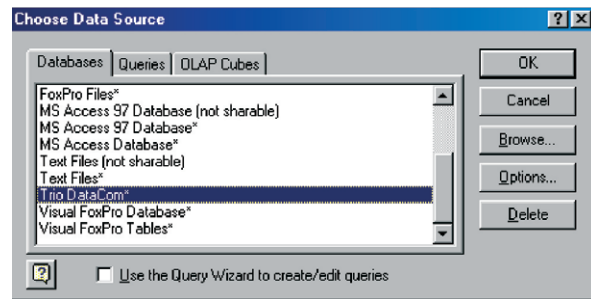 Choose Data Source
Databases Queries OLAP Cubes
FoxPro Files*
MS Access 97 Database (not sharable)
MS Access 97 Database*
MS Access Database*
Text Files (not sharable)
Text Files*
Trio DataCom*
Visual FoxPro Database*
Visual FoxPro Tables*
OK
Cancel
Browse...
Options...
Delete
Use the Query Wizard to create/edit queries